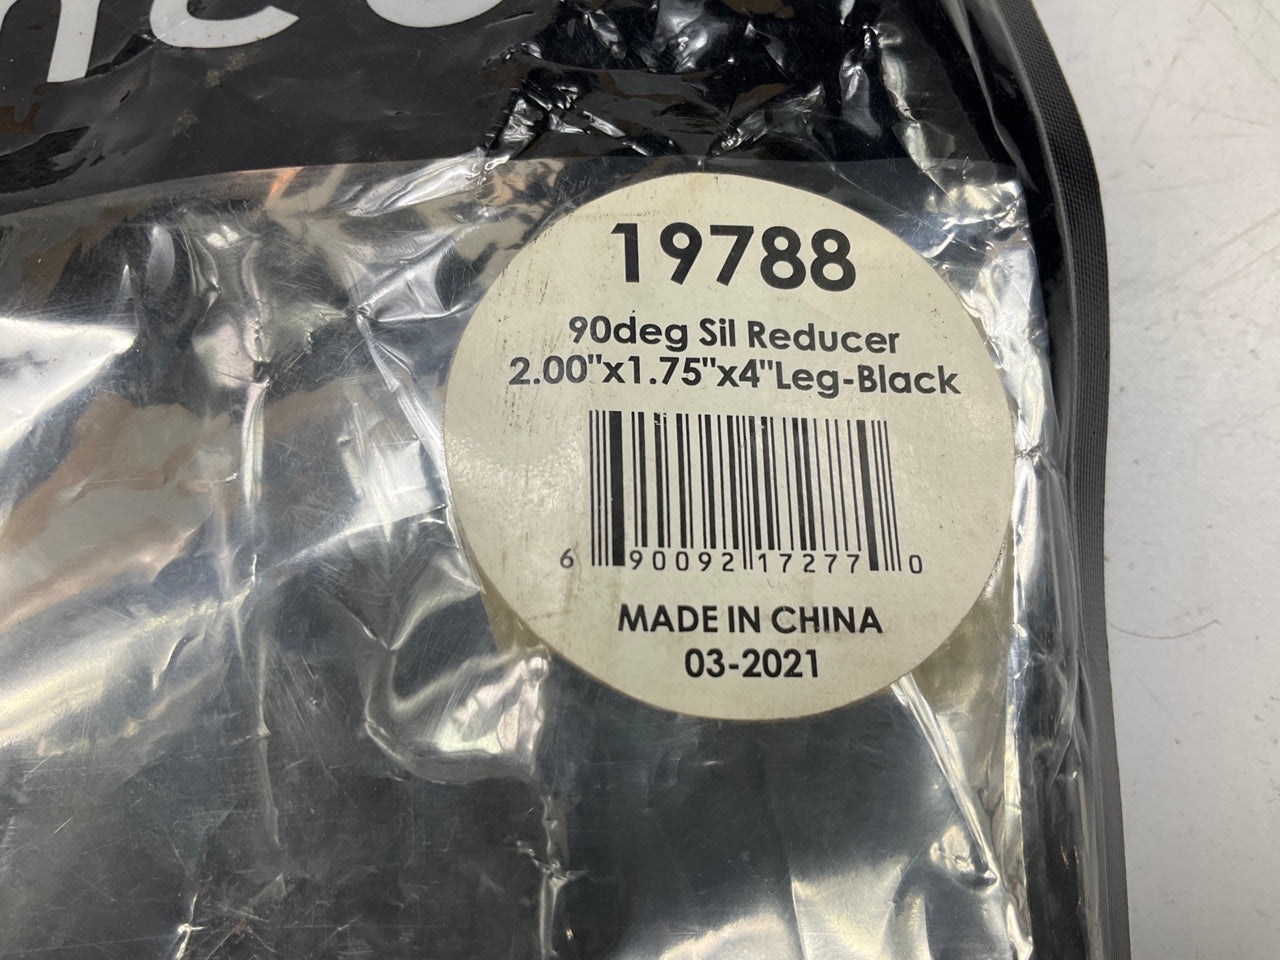 19788
90deg Sil Reducer
2.00"x1.75"x4"Leg-Black
6 90092 17277 0
MADE IN CHINA
03-2021